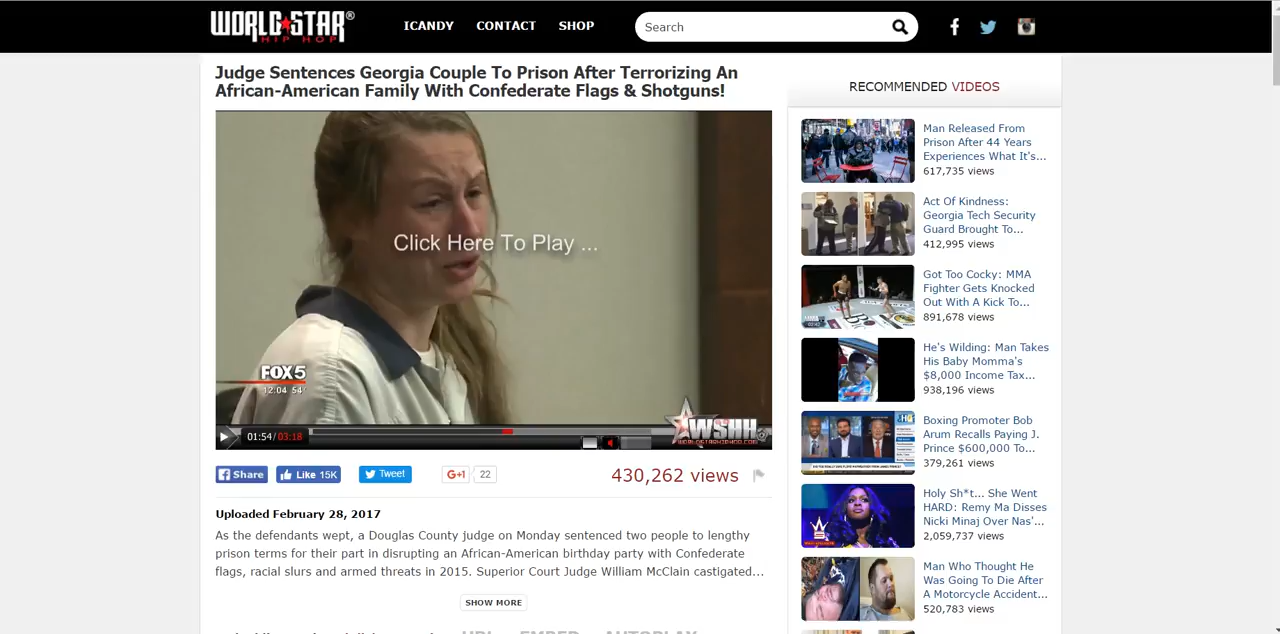 WORLD STAR®
HIP HOP
ICANDY CONTACT SHOP
Search
Judge Sentences Georgia Couple To Prison After Terrorizing An
African-American Family With Confederate Flags & Shotguns!
Click Here To Play ...
FOX5
12:04 54°
WSHH
WORLDSTARHIPHOP.COM
01:54/03:18
Share
Like 15K
Tweet
G+1 22
430,262 views
Uploaded February 28, 2017
As the defendants wept, a Douglas County judge on Monday sentenced two people to lengthy
prison terms for their part in disrupting an African-American birthday party with Confederate
flags, racial slurs and armed threats in 2015. Superior Court Judge William McClain castigated...
SHOW MORE
URL EMBED AUTOPLAY
RECOMMENDED VIDEOS
Man Released From
Prison After 44 Years
Experiences What It's...
617,735 views
Act Of Kindness:
Georgia Tech Security
Guard Brought To...
412,995 views
Got Too Cocky: MMA
Fighter Gets Knocked
Out With A Kick To...
891,678 views
He's Wilding: Man Takes
His Baby Momma's
$8,000 Income Tax...
938,196 views
Boxing Promoter Bob
Arum Recalls Paying J.
Prince $600,000 To...
379,261 views
Holy Sh*t... She Went
HARD: Remy Ma Disses
Nicki Minaj Over Nas'...
2,059,737 views
Man Who Thought He
Was Going To Die After
A Motorcycle Accident...
520,783 views